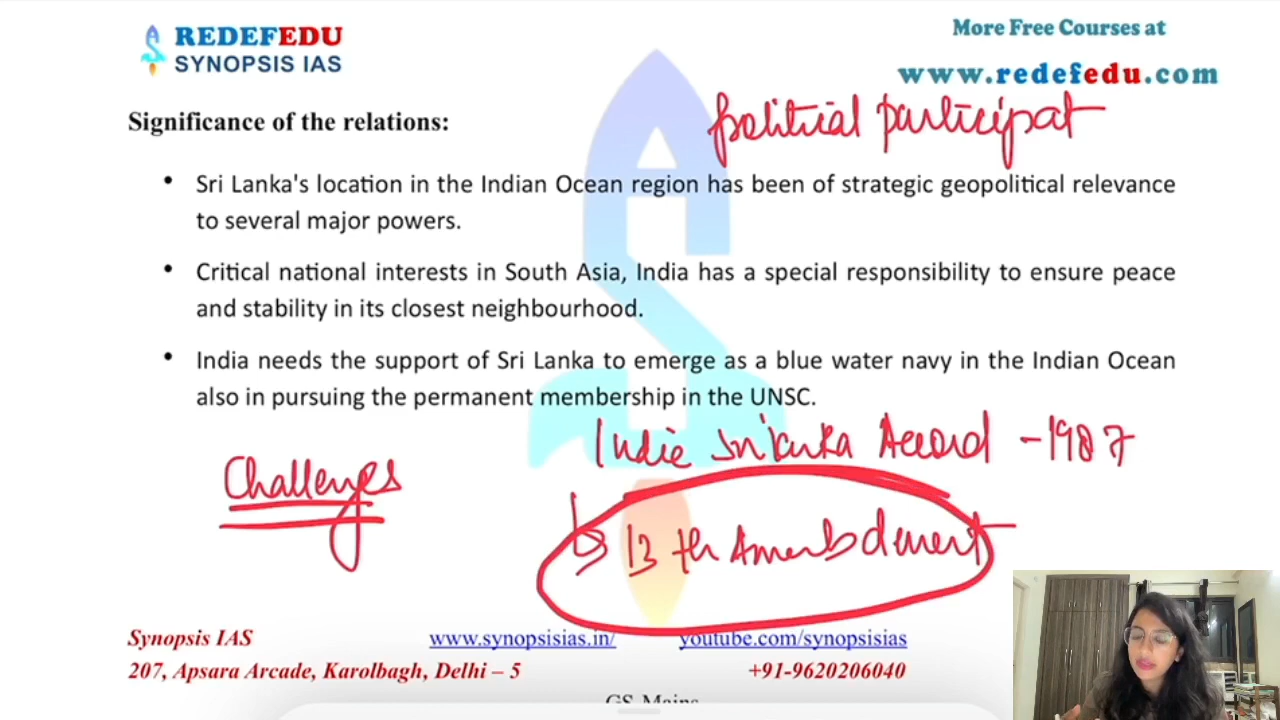 REDEFEDU
SYNOPSIS IAS
More Free Courses at
www.redefedu.com
political participat
Significance of the relations:
• Sri Lanka's location in the Indian Ocean region has been of strategic geopolitical relevance
to several major powers.
• Critical national interests in South Asia, India has a special responsibility to ensure peace
and stability in its closest neighbourhood.
• India needs the support of Sri Lanka to emerge as a blue water navy in the Indian Ocean
also in pursuing the permanent membership in the UNSC.
India Sri Lanka Accord - 1987
Challenges
13th Amendment
Synopsis IAS
www.synopsisias.in/
youtube.com/synopsisias
207, Apsara Arcade, Karolbagh, Delhi – 5
+91-9620206040
GS Mains